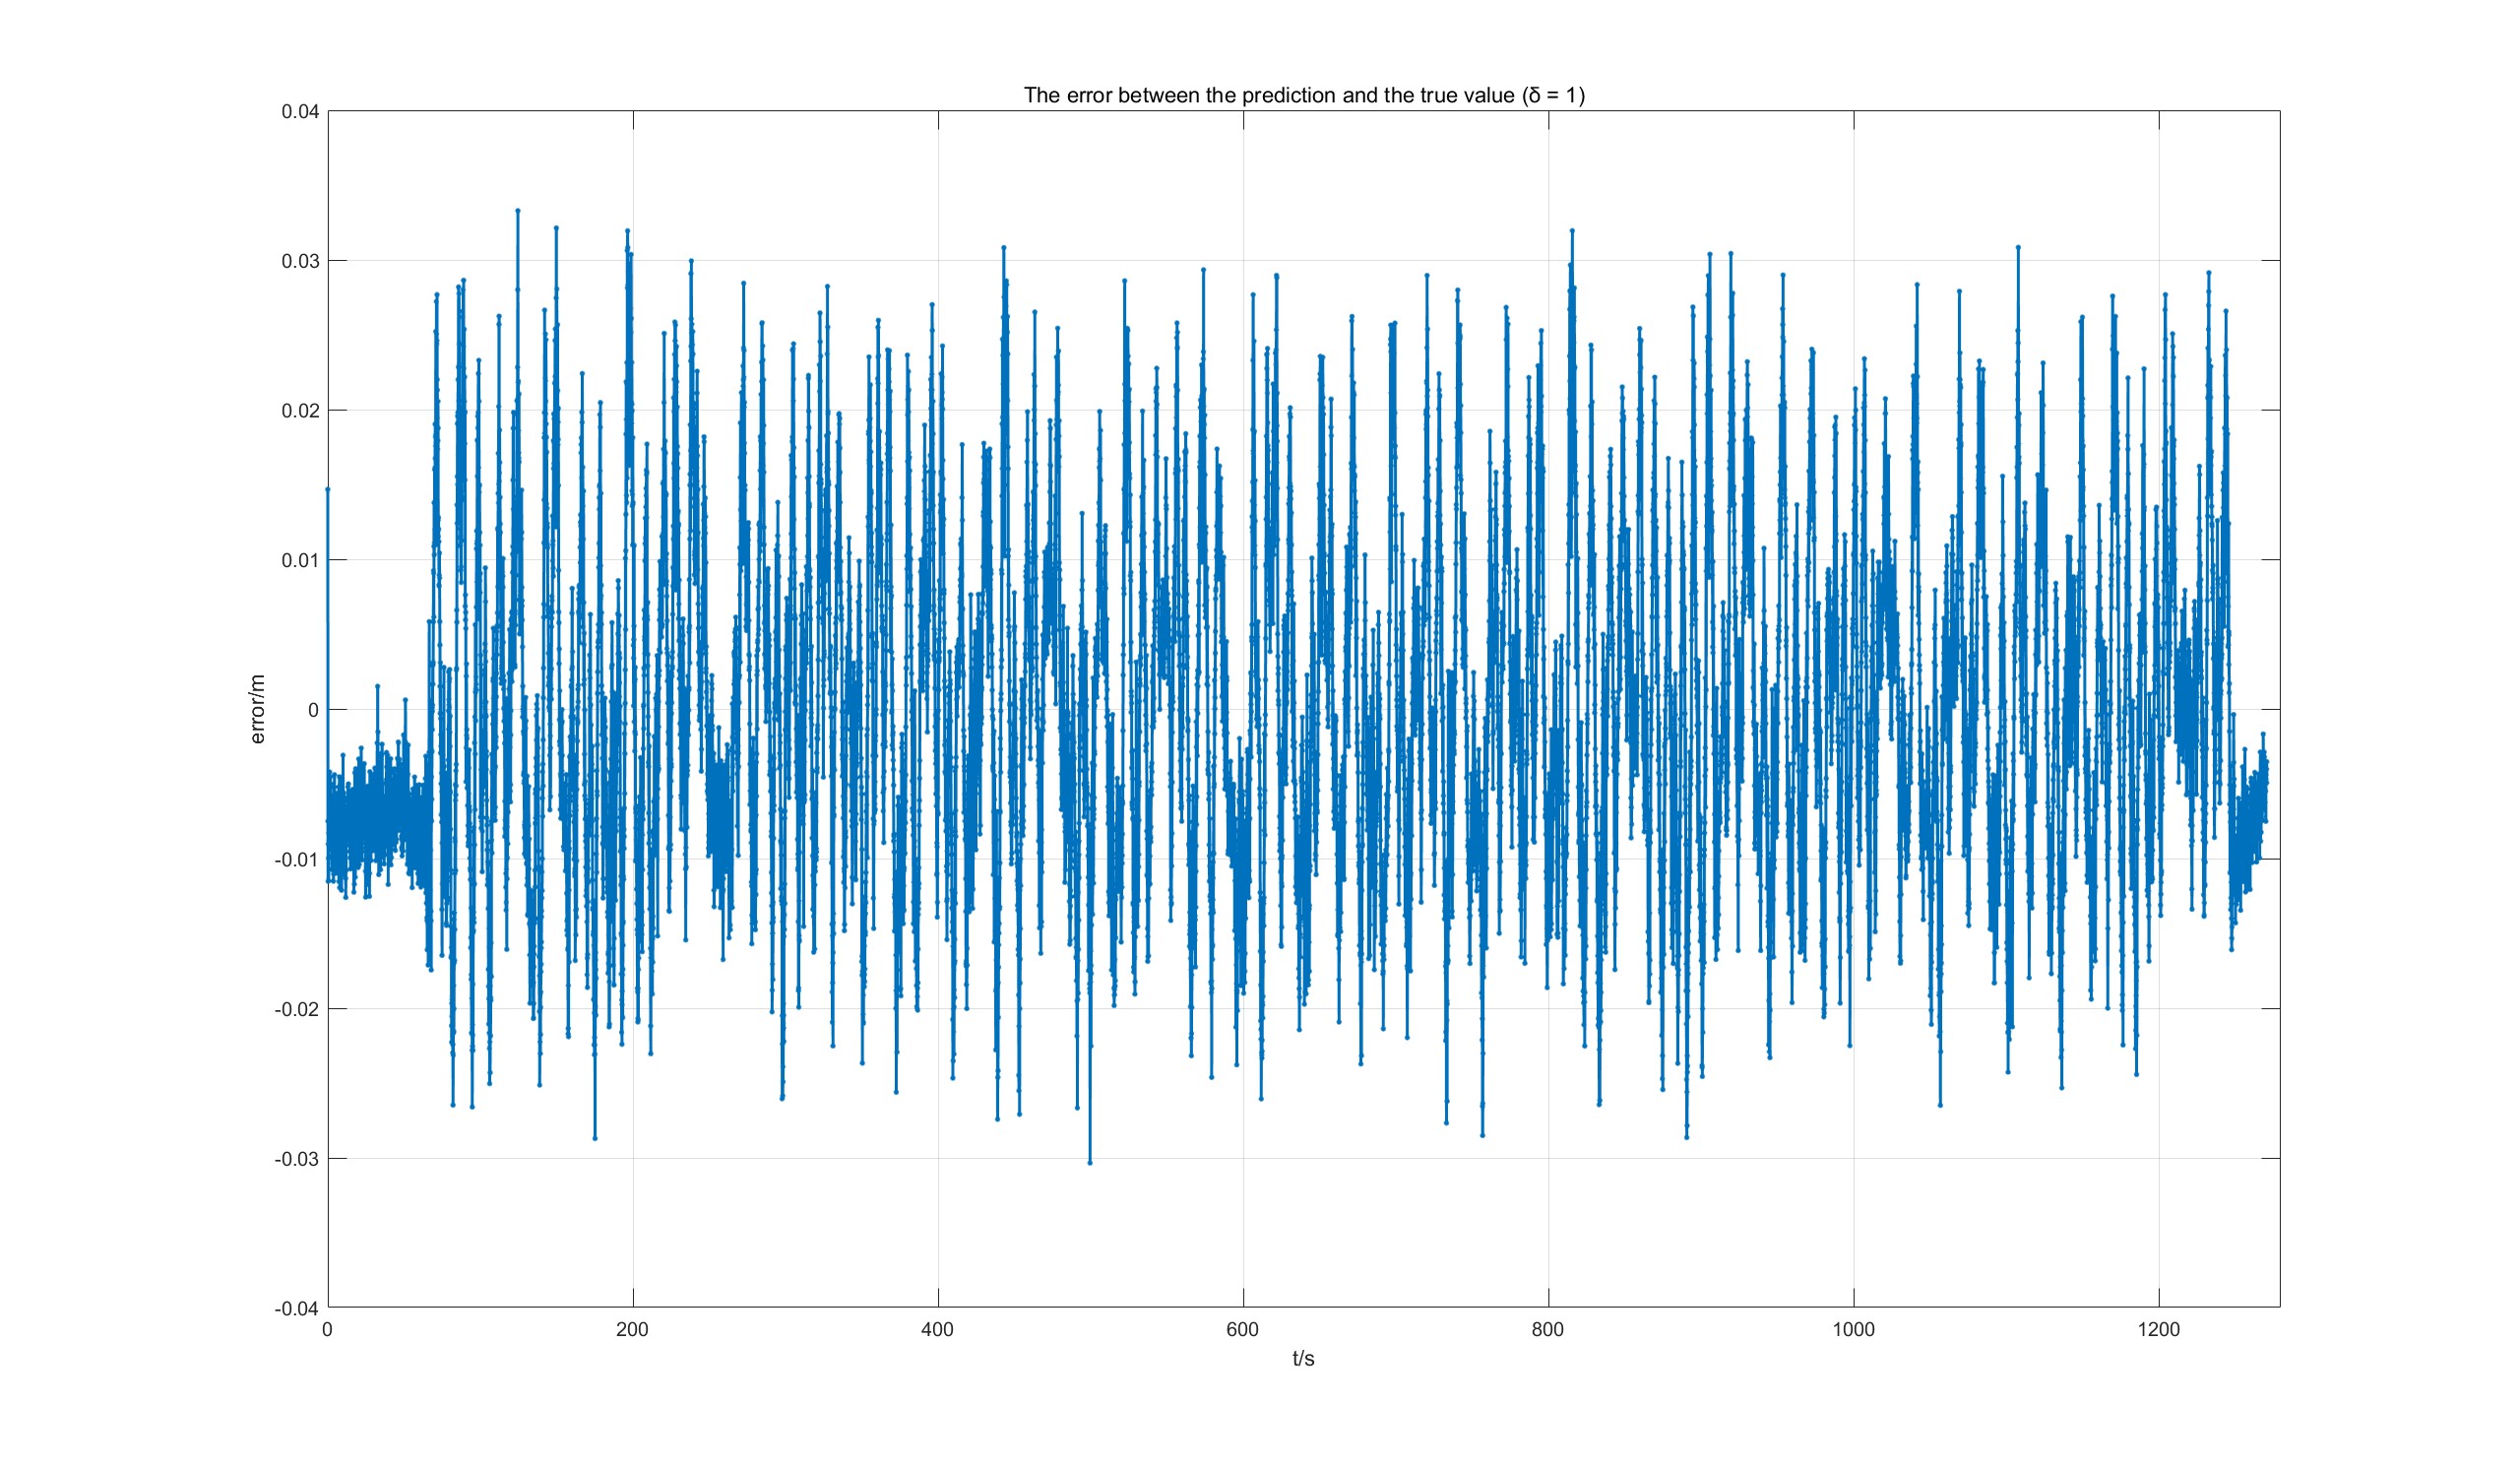 The error between the prediction and the true value (δ = 1)
0.04
0.03
0.02
0.01
0
-0.01
-0.02
-0.03
-0.04
error/m
0 200 400 600 800 1000 1200
t/s